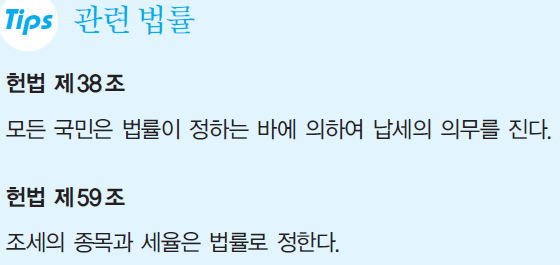 Tips 관련 법률
헌법 제38조
모든 국민은 법률이 정하는 바에 의하여 납세의 의무를 진다.
헌법 제59조
조세의 종목과 세율은 법률로 정한다.